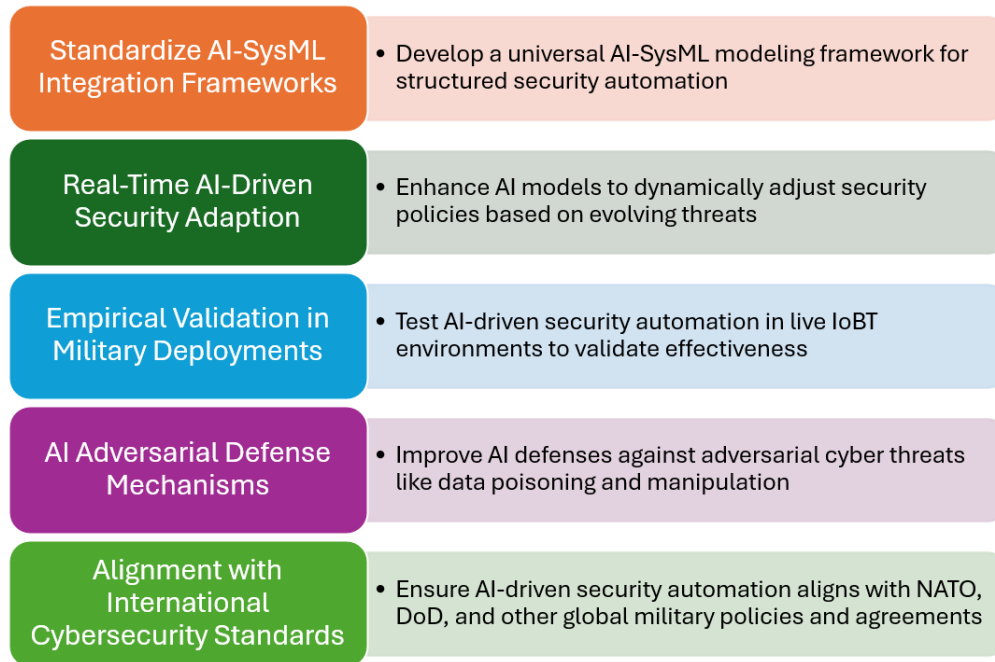 Standardize AI-SysML
Integration Frameworks
• Develop a universal AI-SysML modeling framework for
structured security automation
Real-Time AI-Driven
Security Adaption
• Enhance AI models to dynamically adjust security
policies based on evolving threats
Empirical Validation in
Military Deployments
• Test AI-driven security automation in live IoBT
environments to validate effectiveness
AI Adversarial Defense
Mechanisms
• Improve AI defenses against adversarial cyber threats
like data poisoning and manipulation
Alignment with
International
Cybersecurity Standards
• Ensure AI-driven security automation aligns with NATO,
DoD, and other global military policies and agreements